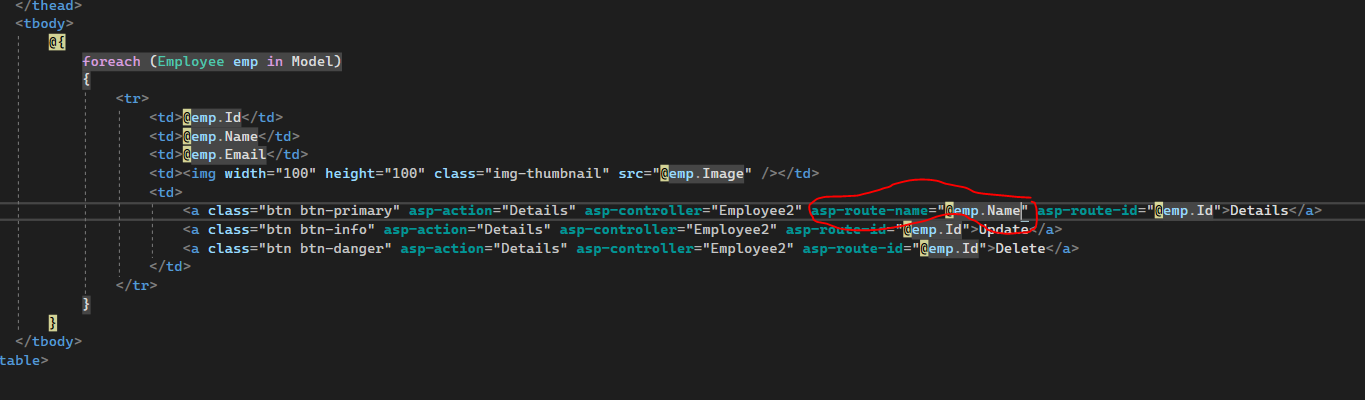 </thead>
<tbody>
@{
foreach (Employee emp in Model)
{
<tr>
<td>@emp.Id</td>
<td>@emp.Name</td>
<td>@emp.Email</td>
<td><img width="100" height="100" class="img-thumbnail" src="@emp.Image" /></td>
<td>
<a class="btn btn-primary" asp-action="Details" asp-controller="Employee2" asp-route-name="@emp.Name" asp-route-id="@emp.Id">Details</a>
<a class="btn btn-info" asp-action="Details" asp-controller="Employee2" asp-route-id="@emp.Id">Update</a>
<a class="btn btn-danger" asp-action="Details" asp-controller="Employee2" asp-route-id="@emp.Id">Delete</a>
</td>
</tr>
}
}
</tbody>
table>